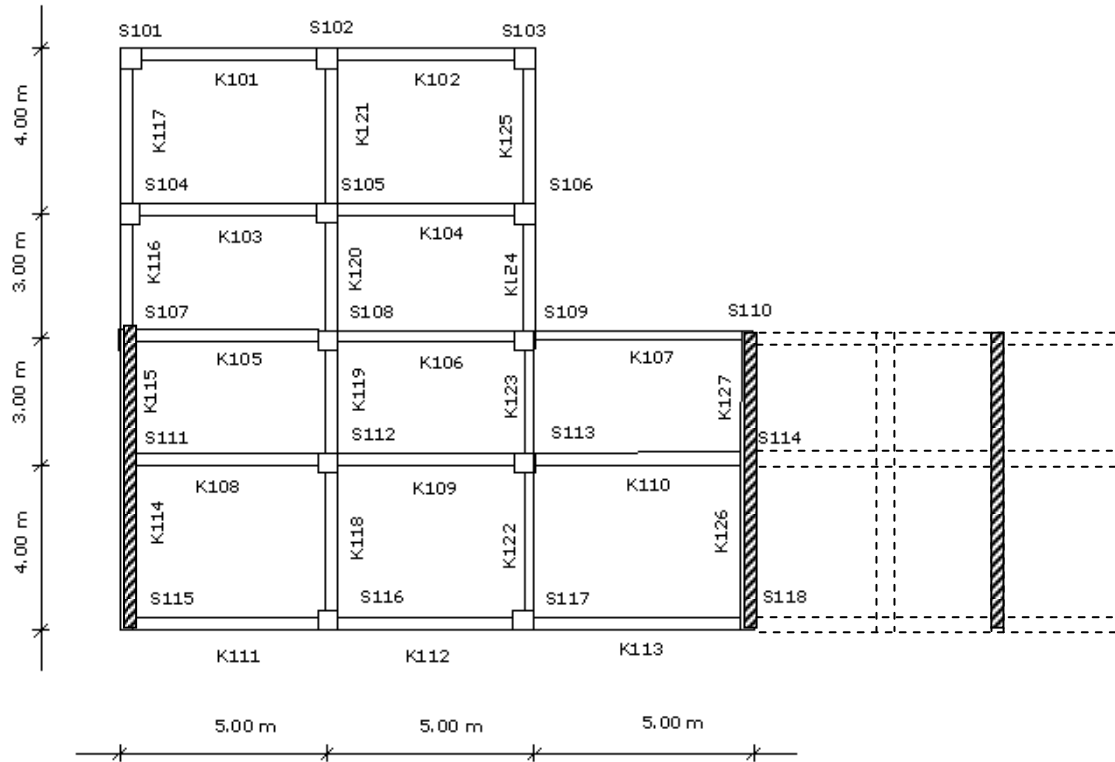 S101 S102 S103
K101 K102
4.00 m K117 K121 K125
S104 S105 S106
K103 K104
3.00 m K116 K120 KL24
S107 S108 S109 S110
K105 K106 K107
3.00 m K115 K119 K123 K127
S111 S112 S113 S114
K108 K109 K110
4.00 m K114 K118 K122 K126
S115 S116 S117 S118
K111 K112 K113
5.00 m 5.00 m 5.00 m